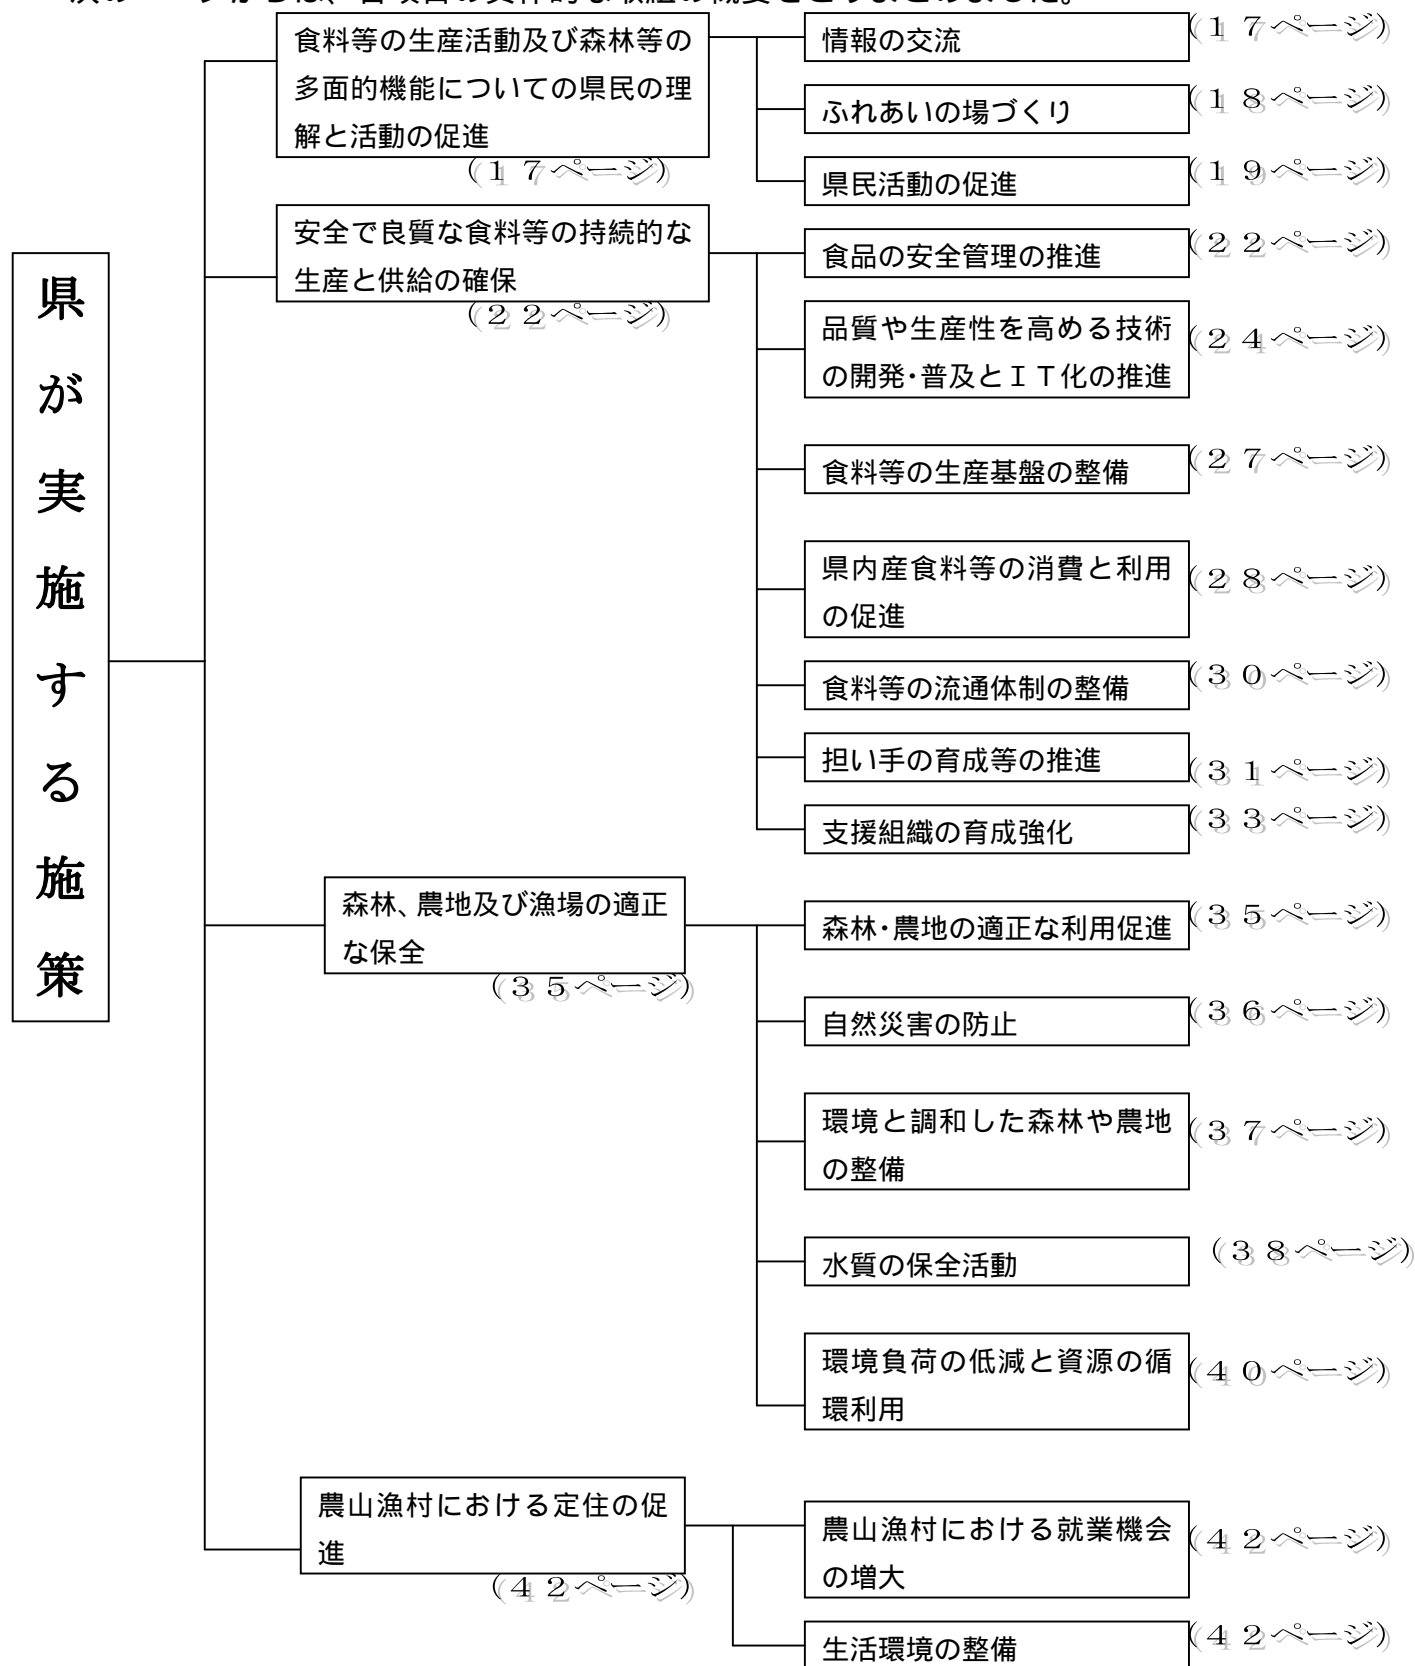 県が実施する施策
食料等の生産活動及び森林等の
多面的機能についての県民の理
解と活動の促進
(17ページ)
情報の交流
(17ページ)
ふれあいの場づくり
(18ページ)
県民活動の促進
(19ページ)
安全で良質な食料等の持続的な
生産と供給の確保
(22ページ)
食品の安全管理の推進
(22ページ)
品質や生産性を高める技術
の開発・普及とIT化の推進
(24ページ)
食料等の生産基盤の整備
(27ページ)
県内産食料等の消費と利用
の促進
(28ページ)
食料等の流通体制の整備
(30ページ)
担い手の育成等の推進
(31ページ)
支援組織の育成強化
(33ページ)
森林、農地及び漁場の適正
な保全
(35ページ)
森林・農地の適正な利用促進
(35ページ)
自然災害の防止
(36ページ)
環境と調和した森林や農地
の整備
(37ページ)
水質の保全活動
(38ページ)
環境負荷の低減と資源の循
環利用
(40ページ)
農山漁村における定住の促
進
(42ページ)
農山漁村における就業機会
の増大
(42ページ)
生活環境の整備
(42ページ)